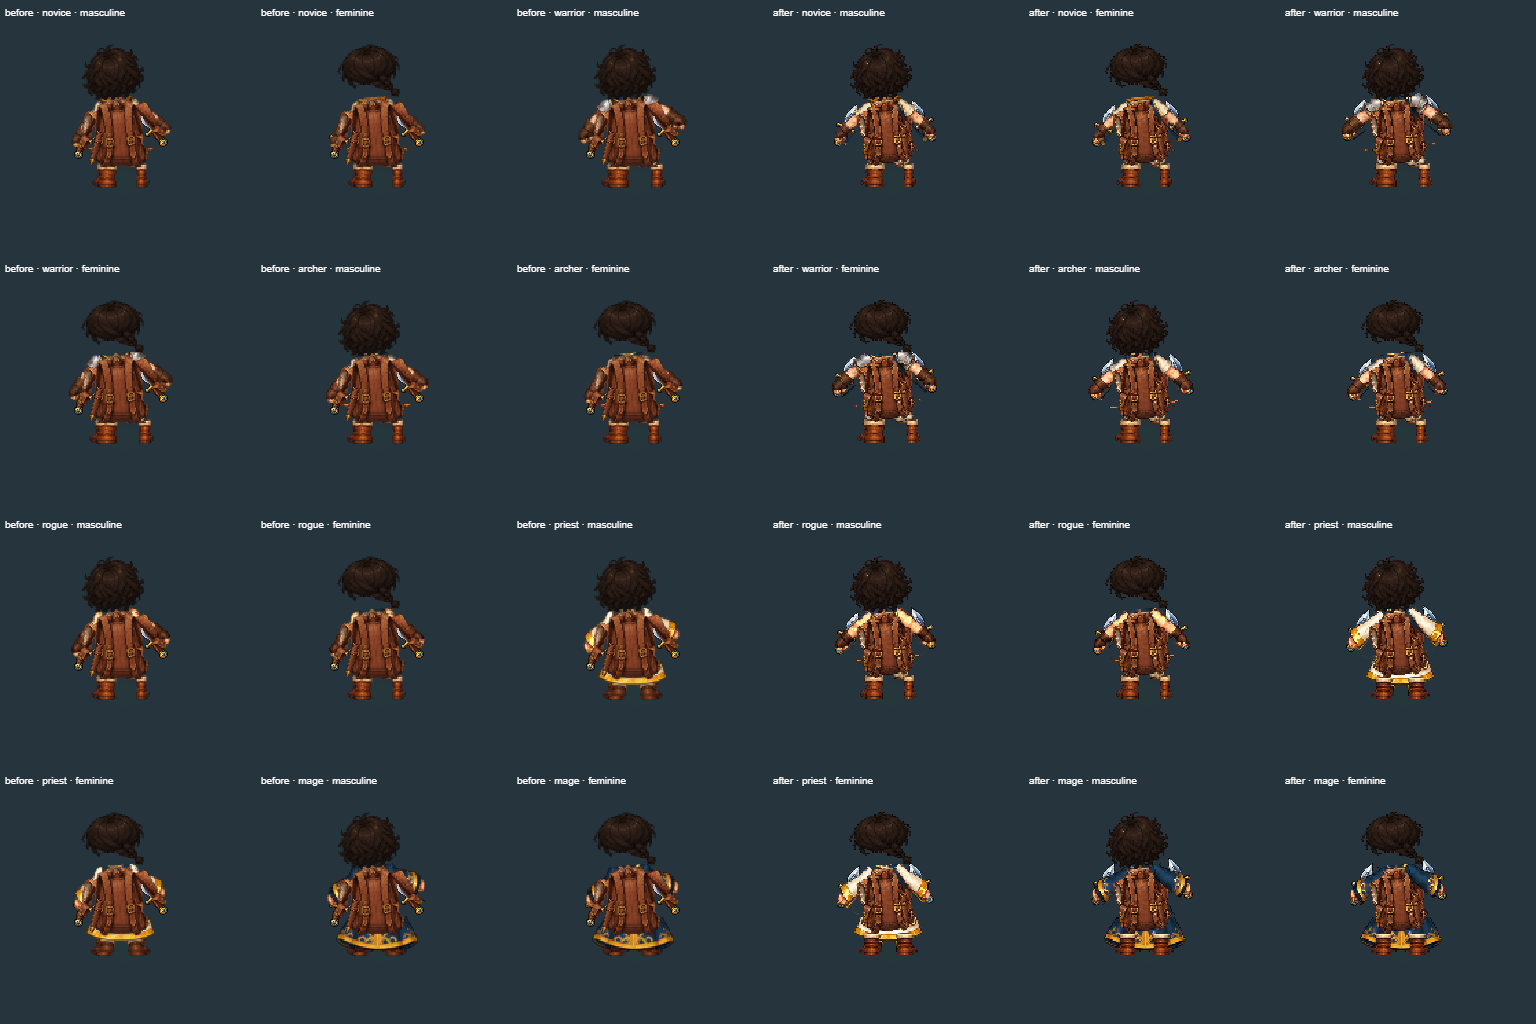 before - novice - masculine
before - novice - feminine
before - warrior - masculine
after - novice - masculine
after - novice - feminine
after - warrior - masculine
before - warrior - feminine
before - archer - masculine
before - archer - feminine
after - warrior - feminine
after - archer - masculine
after - archer - feminine
before - rogue - masculine
before - rogue - feminine
before - priest - masculine
after - rogue - masculine
after - rogue - feminine
after - priest - masculine
before - priest - feminine
before - mage - masculine
before - mage - feminine
after - priest - feminine
after - mage - masculine
after - mage - feminine